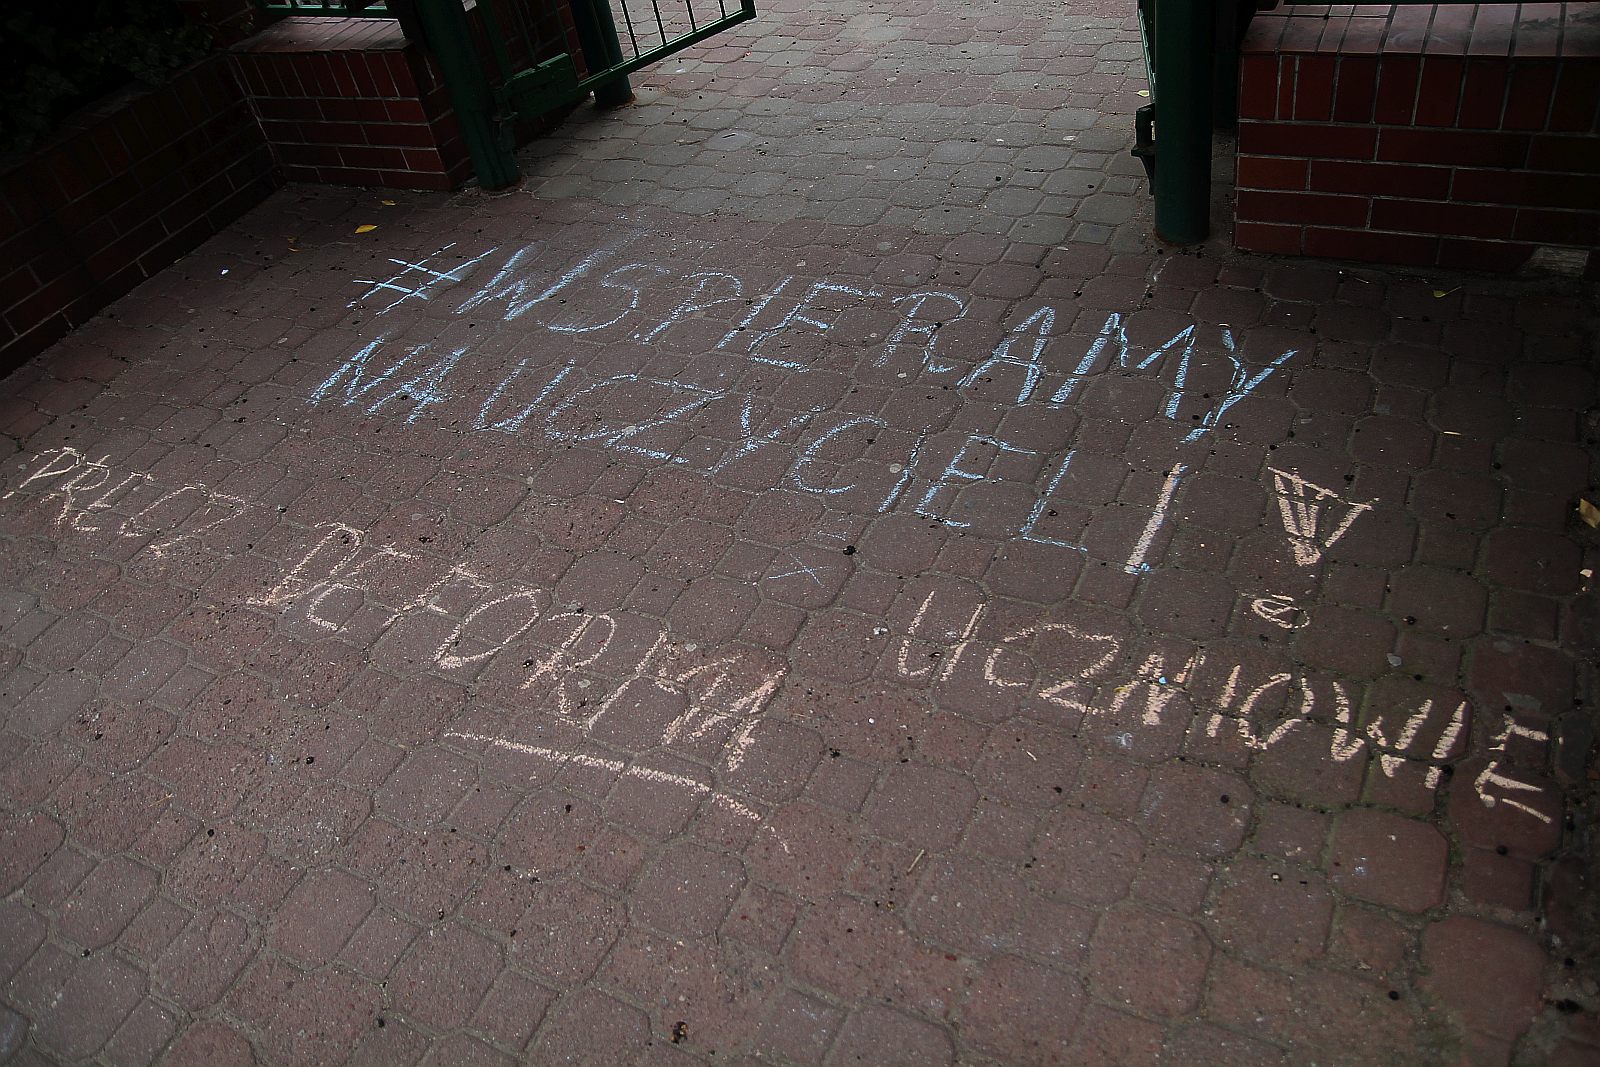 #WSPIERAMY
NAUCZYCIELI!
PRECZ DEFORMA
UCZNIOWIE